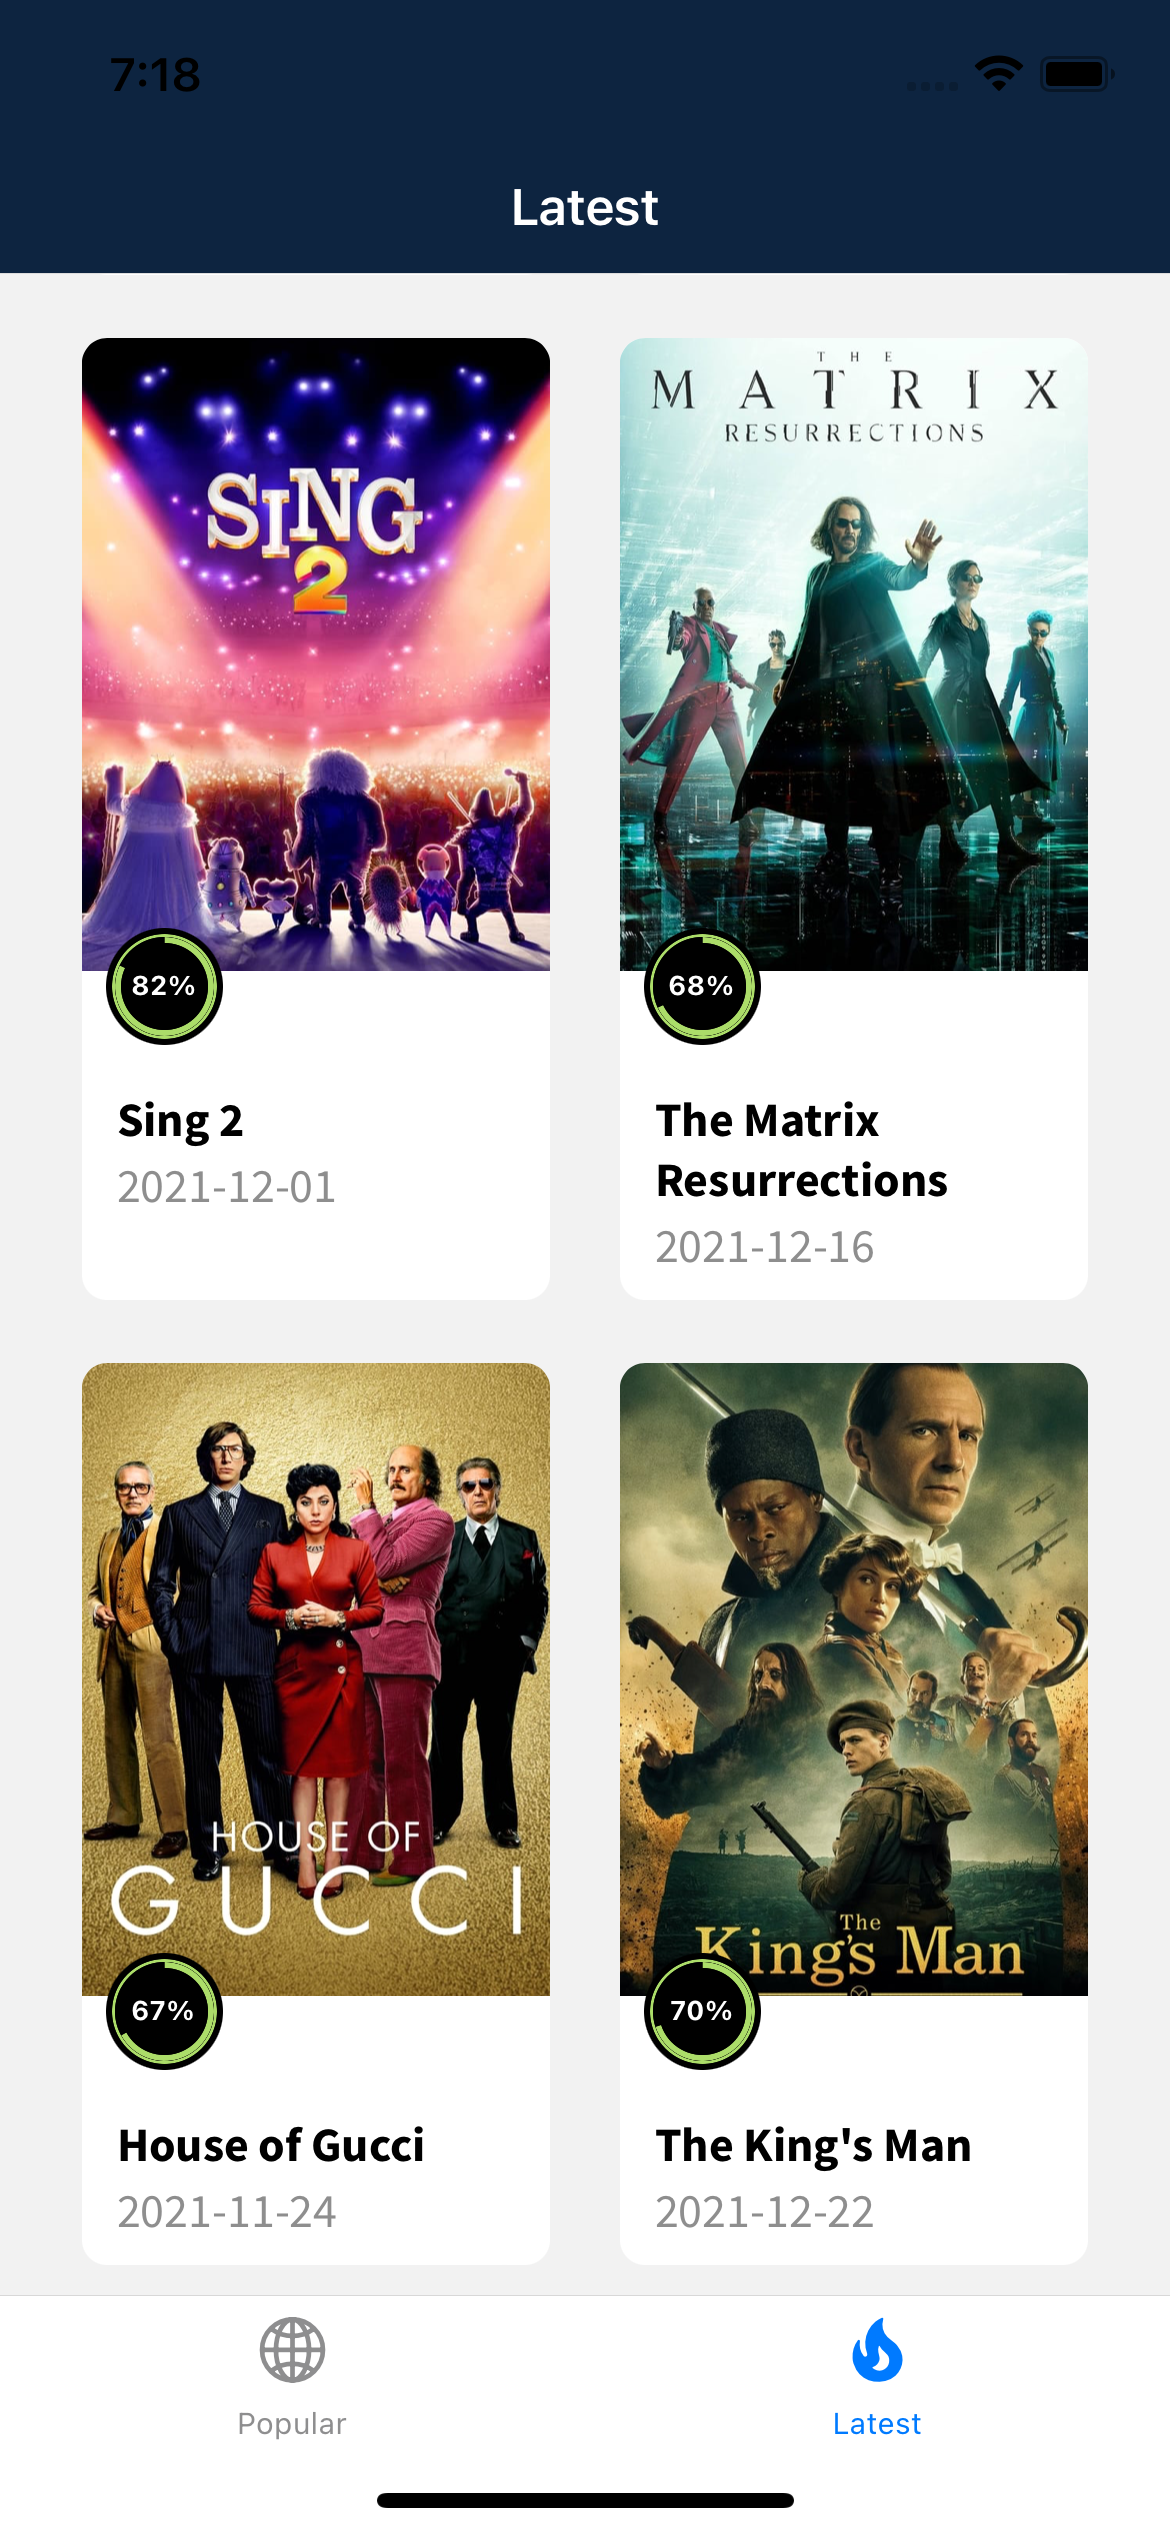 7:18
Latest
SING
2
THE
MATRIX
RESURRECTIONS
82%
68%
Sing 2
2021-12-01
The Matrix
Resurrections
2021-12-16
HOUSE OF
GUCCI
The
King's Man
67%
70%
House of Gucci
2021-11-24
The King's Man
2021-12-22
Popular
Latest